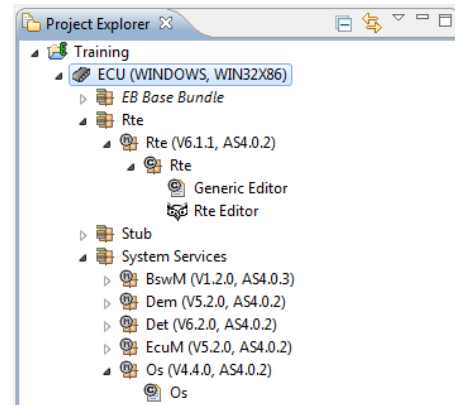 Project Explorer
Training
ECU (WINDOWS, WIN32X86)
EB Base Bundle
Rte
Rte (V6.1.1, AS4.0.2)
Rte
Generic Editor
Rte Editor
Stub
System Services
BswM (V1.2.0, AS4.0.3)
Dem (V5.2.0, AS4.0.2)
Det (V6.2.0, AS4.0.2)
EcuM (V5.2.0, AS4.0.2)
Os (V4.4.0, AS4.0.2)
Os